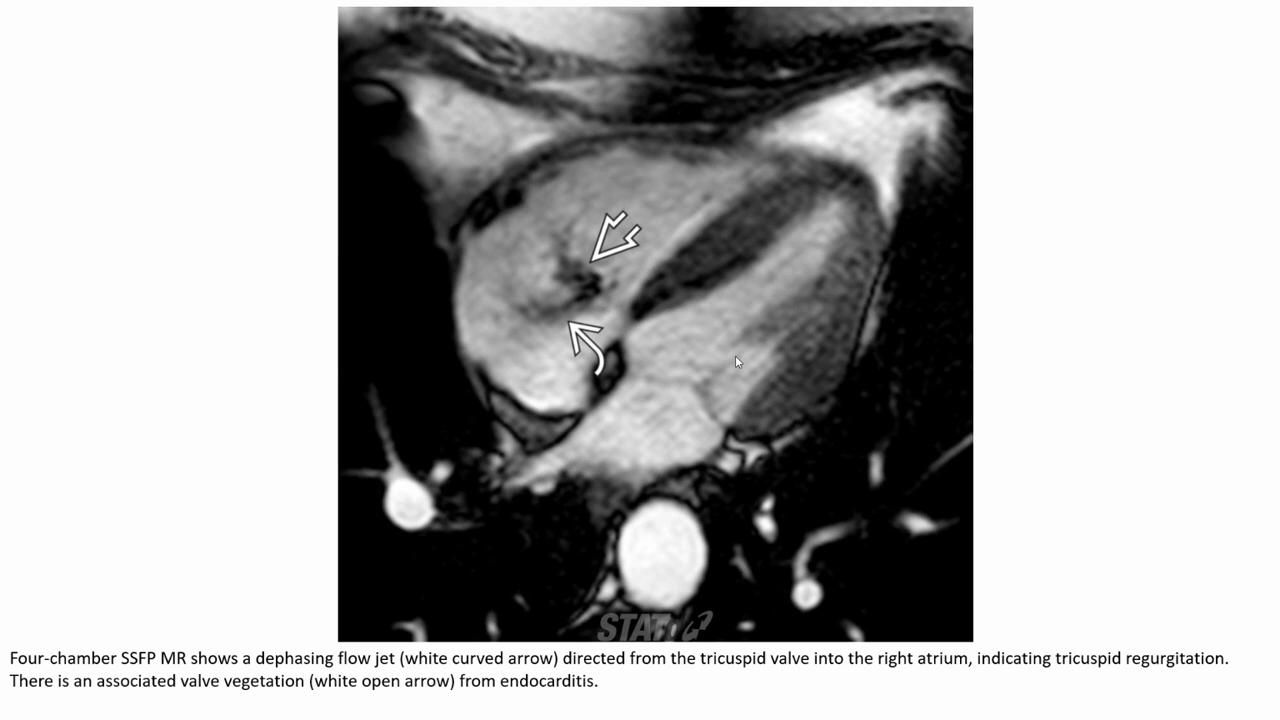 STAT
Four-chamber SSFP MR shows a dephasing flow jet (white curved arrow) directed from the tricuspid valve into the right atrium, indicating tricuspid regurgitation.
There is an associated valve vegetation (white open arrow) from endocarditis.